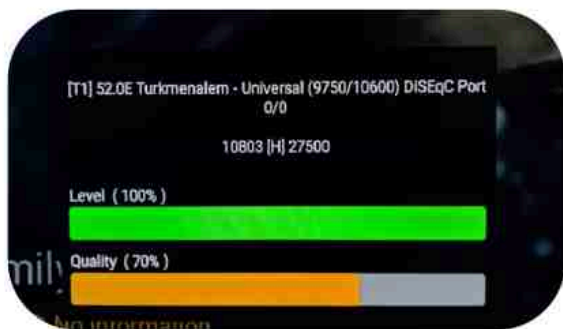 [T1] 52.0E Turkmenalem - Universal (9750/10600) DiSEqC Port
0/0
10803 [H] 27500
Level ( 100% )
Quality ( 70% )
mily
No information